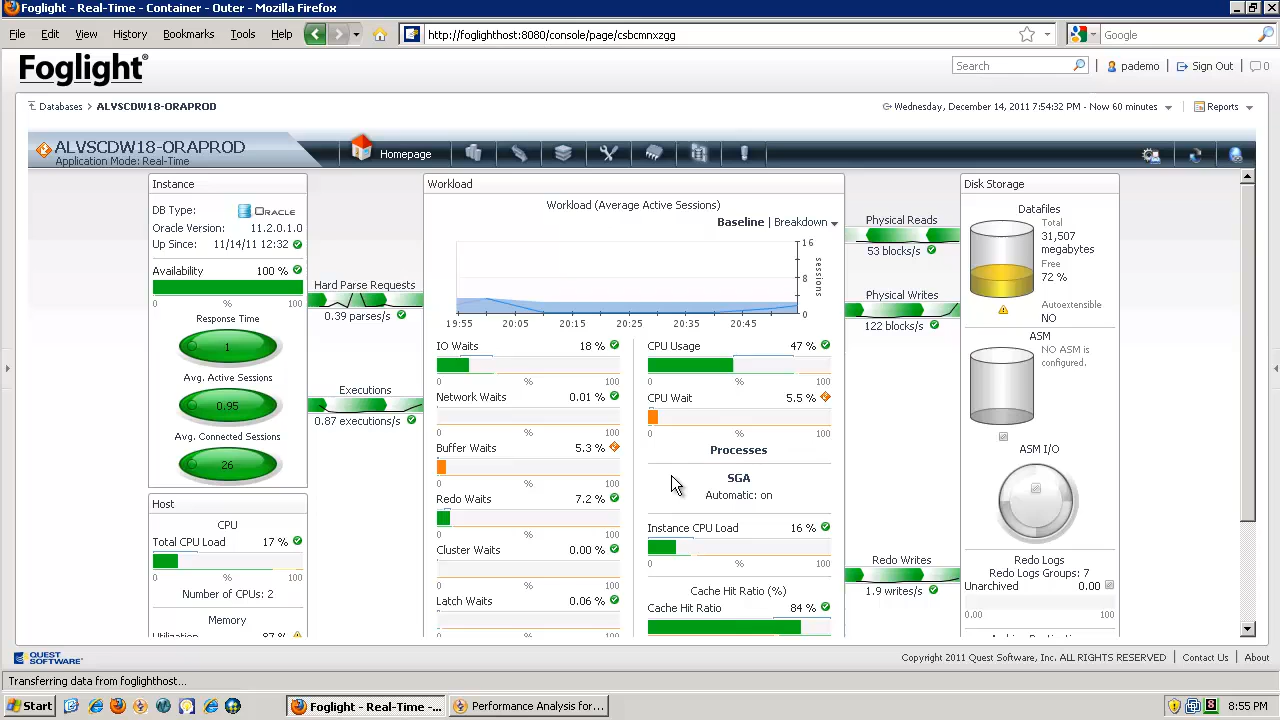 Foglight - Real-Time - Container - Outer - Mozilla Firefox
File Edit View History Bookmarks Tools Help
http://foglighthost:8080/console/page/csbcmnxzgg
Google
Foglight®
Search
pademo
Sign Out
0
Databases > ALVSCDW18-ORAPROD
Wednesday, December 14, 2011 7:54:32 PM - Now 60 minutes
Reports
ALVSCDW18-ORAPROD
Application Mode: Real-Time
Homepage
Instance
DB Type: ORACLE
Oracle Version: 11.2.0.1.0
Up Since: 11/14/11 12:32
Availability 100 %
0 % 100
Response Time
1
Avg. Active Sessions
0.95
Avg. Connected Sessions
26
Host
CPU
Total CPU Load 17 %
0 % 100
Number of CPUs: 2
Memory
Utilization 87 %
Hard Parse Requests
0.39 parses/s
Executions
0.87 executions/s
Workload
Workload (Average Active Sessions)
Baseline | Breakdown
16
8
0
sessions
19:55 20:05 20:15 20:25 20:35 20:45
IO Waits 18 %
0 % 100
Network Waits 0.01 %
0 % 100
Buffer Waits 5.3 %
0 % 100
Redo Waits 7.2 %
0 % 100
Cluster Waits 0.00 %
0 % 100
Latch Waits 0.06 %
0 % 100
CPU Usage 47 %
0 % 100
CPU Wait 5.5 %
0 % 100
Processes
SGA
Automatic: on
Instance CPU Load 16 %
0 % 100
Cache Hit Ratio (%)
Cache Hit Ratio 84 %
Physical Reads
53 blocks/s
Physical Writes
122 blocks/s
Redo Writes
1.9 writes/s
Disk Storage
Datafiles
Total
31,507
megabytes
Free
72 %
Autoextensible
NO
ASM
NO ASM is
configured.
ASM I/O
Redo Logs
Redo Logs Groups: 7
Unarchived 0.00
0.00 100
QUEST
SOFTWARE®
Copyright 2011 Quest Software, Inc. ALL RIGHTS RESERVED | Contact Us | About
Transferring data from foglighthost...
Start
Foglight - Real-Time -...
Performance Analysis for...
8:55 PM